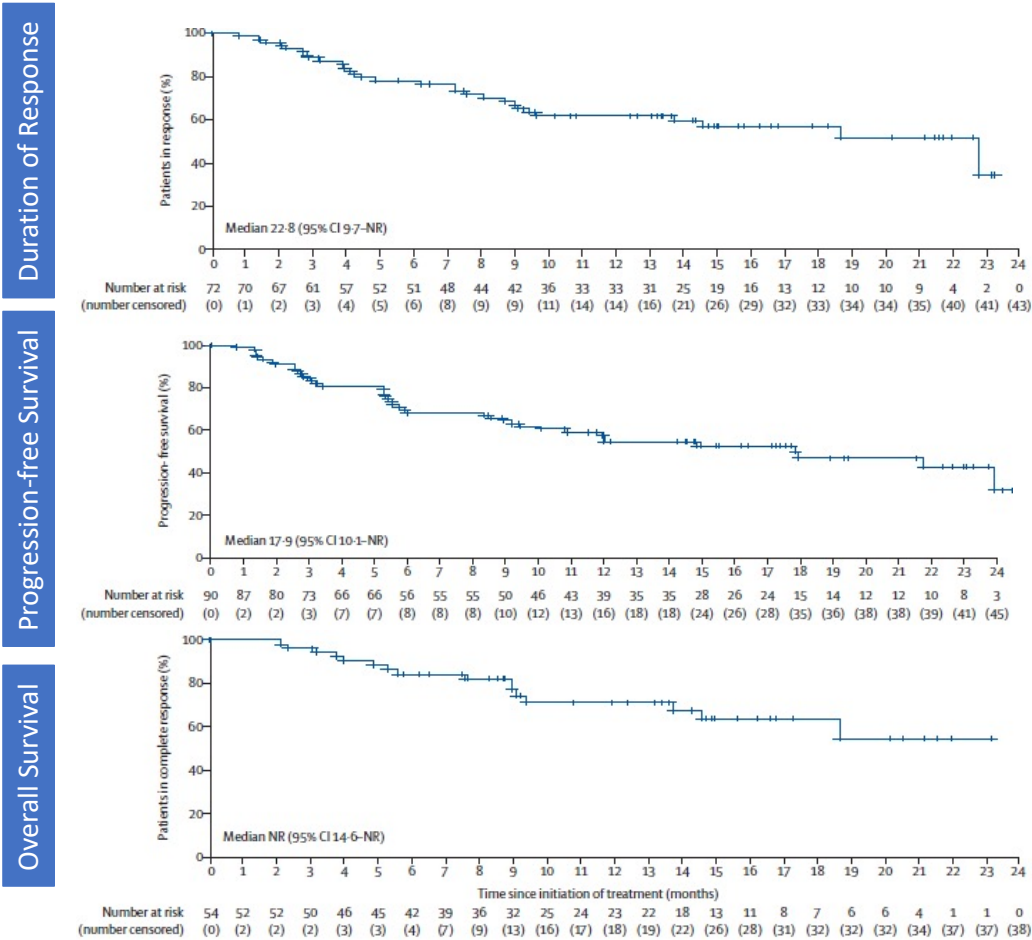 Duration of Response
Patients in response (%)
100
80
60
40
20
0
Median 22·8 (95% CI 9·7–NR)
0 1 2 3 4 5 6 7 8 9 10 11 12 13 14 15 16 17 18 19 20 21 22 23 24
Number at risk 72 70 67 61 57 52 51 48 44 42 36 33 33 31 25 19 16 13 12 10 10 9 4 2 0
(number censored) (0) (1) (2) (3) (4) (5) (6) (8) (9) (9) (11) (14) (14) (16) (21) (26) (29) (32) (33) (34) (34) (35) (40) (41) (43)
Progression-free Survival
Progression-free survival (%)
100
80
60
40
20
0
Median 17·9 (95% CI 10·1–NR)
0 1 2 3 4 5 6 7 8 9 10 11 12 13 14 15 16 17 18 19 20 21 22 23 24
Number at risk 90 87 80 73 66 66 56 55 55 50 46 43 39 35 35 28 26 24 15 14 12 12 10 8 3
(number censored) (0) (2) (2) (3) (7) (7) (8) (8) (8) (10) (12) (13) (16) (18) (18) (24) (26) (28) (35) (36) (38) (38) (39) (41) (45)
Overall Survival
Patients in complete response (%)
100
80
60
40
20
0
Median NR (95% CI 14·6–NR)
0 1 2 3 4 5 6 7 8 9 10 11 12 13 14 15 16 17 18 19 20 21 22 23 24
Time since initiation of treatment (months)
Number at risk 54 52 52 50 46 45 42 39 36 32 25 24 23 22 18 13 11 8 7 6 6 4 1 1 0
(number censored) (0) (2) (2) (2) (3) (3) (4) (7) (9) (13) (16) (17) (18) (19) (22) (26) (28) (31) (32) (32) (32) (34) (37) (37) (38)